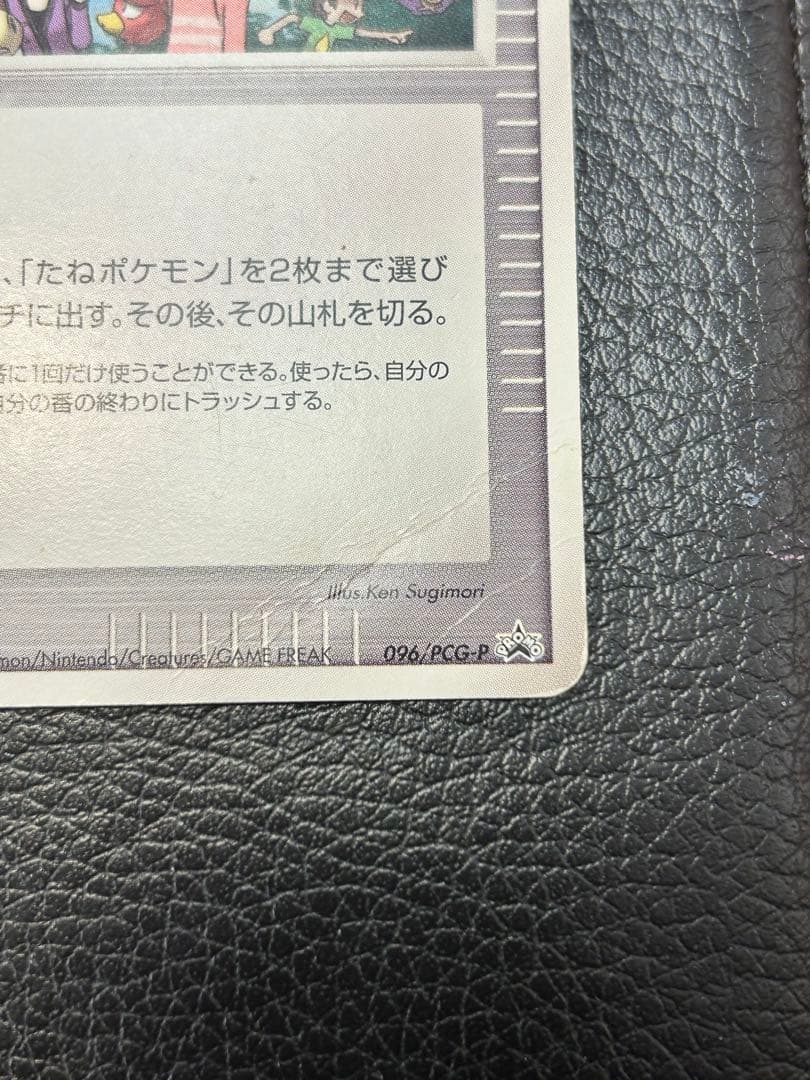 、「たねポケモン」を2枚まで選び
チに出す。その後、その山札を切る。
番に1回だけ使うことができる。使ったら、自分の
自分の番の終わりにトラッシュする。
Illus.Ken Sugimori
mon/Nintendo/Creatures/GAME FREAK
096/PCG-P
PROMO